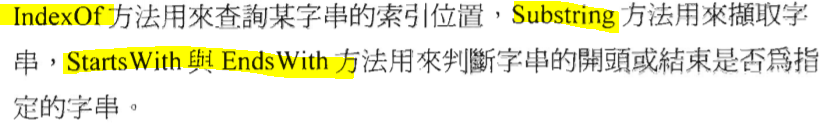 IndexOf 方法用來查詢某字串的索引位置，Substring 方法用來擷取字
串，StartsWith 與 EndsWith 方法用來判斷字串的開頭或結束是否為指
定的字串。